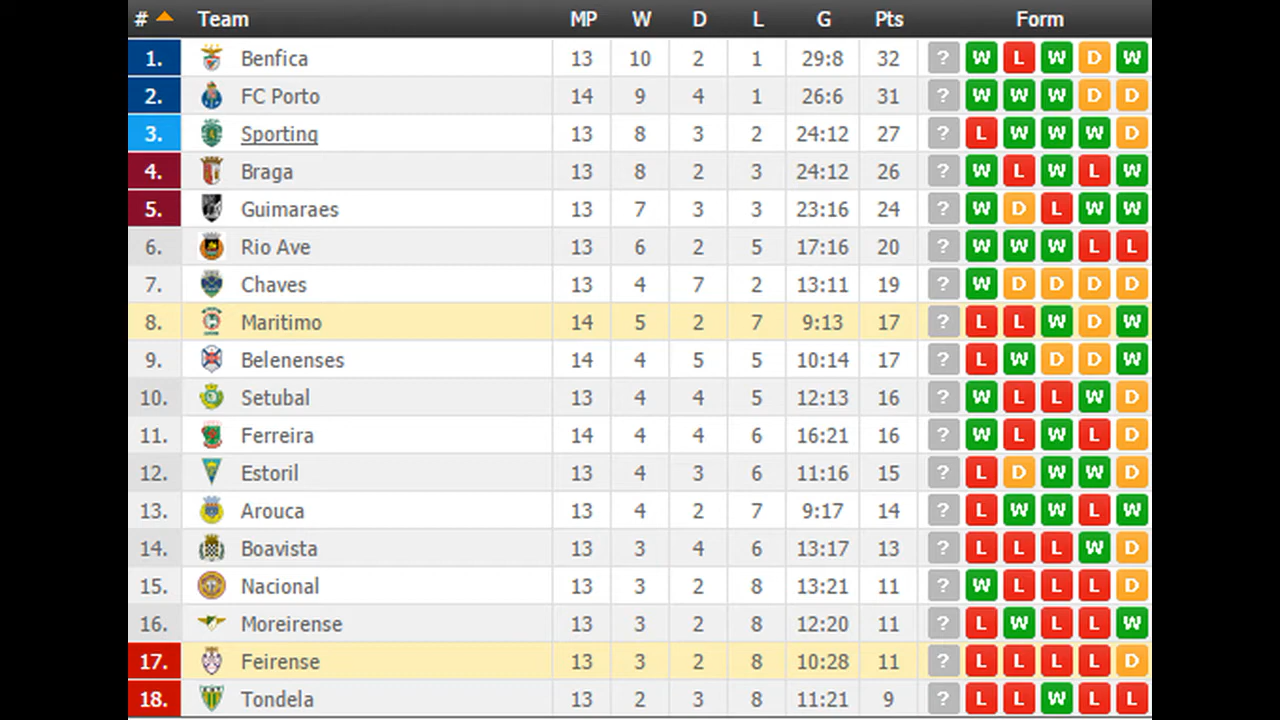 # Team MP W D L G Pts Form
1. Benfica 13 10 2 1 29:8 32 ? W L W D W
2. FC Porto 14 9 4 1 26:6 31 ? W W W D D
3. Sporting 13 8 3 2 24:12 27 ? L W W W D
4. Braga 13 8 2 3 24:12 26 ? W L W L W
5. Guimaraes 13 7 3 3 23:16 24 ? W D L W W
6. Rio Ave 13 6 2 5 17:16 20 ? W W W L L
7. Chaves 13 4 7 2 13:11 19 ? W D D D D
8. Maritimo 14 5 2 7 9:13 17 ? L L W D W
9. Belenenses 14 4 5 5 10:14 17 ? L W D D W
10. Setubal 13 4 4 5 12:13 16 ? W L L W D
11. Ferreira 14 4 4 6 16:21 16 ? W L W L D
12. Estoril 13 4 3 6 11:16 15 ? L D W W D
13. Arouca 13 4 2 7 9:17 14 ? L W W L W
14. Boavista 13 3 4 6 13:17 13 ? L L L W D
15. Nacional 13 3 2 8 13:21 11 ? W L L L D
16. Moreirense 13 3 2 8 12:20 11 ? L W L L W
17. Feirense 13 3 2 8 10:28 11 ? L L L L D
18. Tondela 13 2 3 8 11:21 9 ? L L W L L